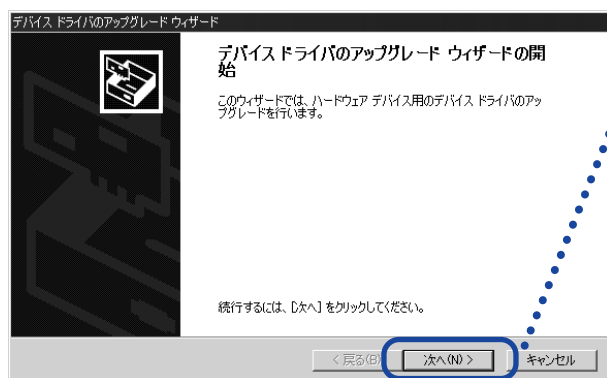 デバイス ドライバのアップグレード ウィザード
デバイス ドライバのアップグレード ウィザードの開
始
このウィザードでは、ハードウェア デバイス用のデバイス ドライバのアッ
プグレードを行います。
続行するには、[次へ] をクリックしてください。
< 戻る(B)
次へ(N) >
キャンセル